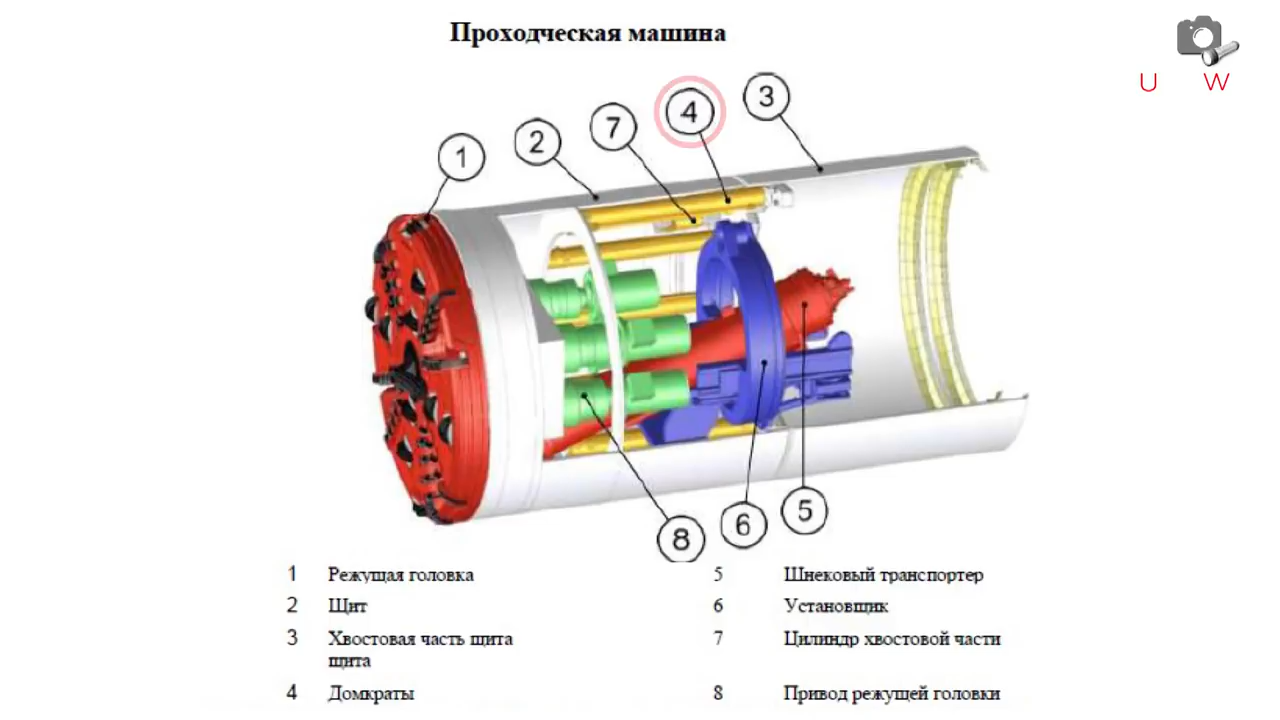 Проходческая машина
U W
3
4
7
2
1
5
6
8
1 Режущая головка
2 Щит
3 Хвостовая часть щита
щита
4 Домкраты
5 Шнековый транспортер
6 Установщик
7 Цилиндр хвостовой части
8 Привод режущей головки